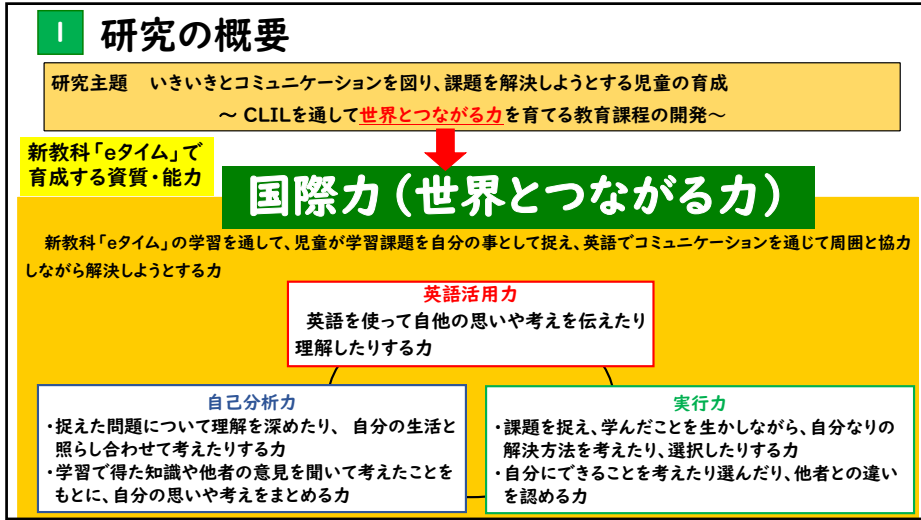 1 研究の概要
研究主題　いきいきとコミュニケーションを図り、課題を解決しようとする児童の育成
～ CLILを通して世界とつながる力を育てる教育課程の開発～
新教科「eタイム」で
育成する資質・能力
国際力（世界とつながる力）
新教科「eタイム」の学習を通して、児童が学習課題を自分の事として捉え、英語でコミュニケーションを通じて周囲と協力
しながら解決しようとする力
英語活用力
英語を使って自他の思いや考えを伝えたり
理解したりする力
自己分析力
・捉えた問題について理解を深めたり、 自分の生活と
照らし合わせて考えたりする力
・学習で得た知識や他者の意見を聞いて考えたことを
もとに、自分の思いや考えをまとめる力
実行力
・課題を捉え、学んだことを生かしながら、自分なりの
解決方法を考えたり、選択したりする力
・自分にできることを考えたり選んだり、他者との違い
を認める力